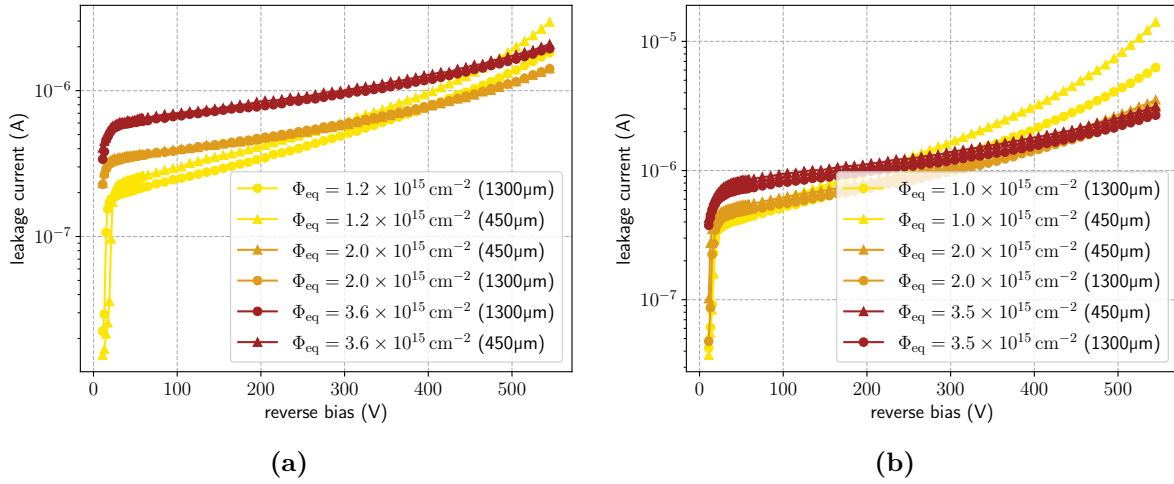 10⁻⁶
10⁻⁷
leakage current (A)
Φeq = 1.2 × 10¹⁵ cm⁻² (1300µm)
Φeq = 1.2 × 10¹⁵ cm⁻² (450µm)
Φeq = 2.0 × 10¹⁵ cm⁻² (450µm)
Φeq = 2.0 × 10¹⁵ cm⁻² (1300µm)
Φeq = 3.6 × 10¹⁵ cm⁻² (1300µm)
Φeq = 3.6 × 10¹⁵ cm⁻² (450µm)
0 100 200 300 400 500
reverse bias (V)
(a)
10⁻⁵
10⁻⁶
10⁻⁷
leakage current (A)
Φeq = 1.0 × 10¹⁵ cm⁻² (1300µm)
Φeq = 1.0 × 10¹⁵ cm⁻² (450µm)
Φeq = 2.0 × 10¹⁵ cm⁻² (450µm)
Φeq = 2.0 × 10¹⁵ cm⁻² (1300µm)
Φeq = 3.5 × 10¹⁵ cm⁻² (450µm)
Φeq = 3.5 × 10¹⁵ cm⁻² (1300µm)
0 100 200 300 400 500
reverse bias (V)
(b)